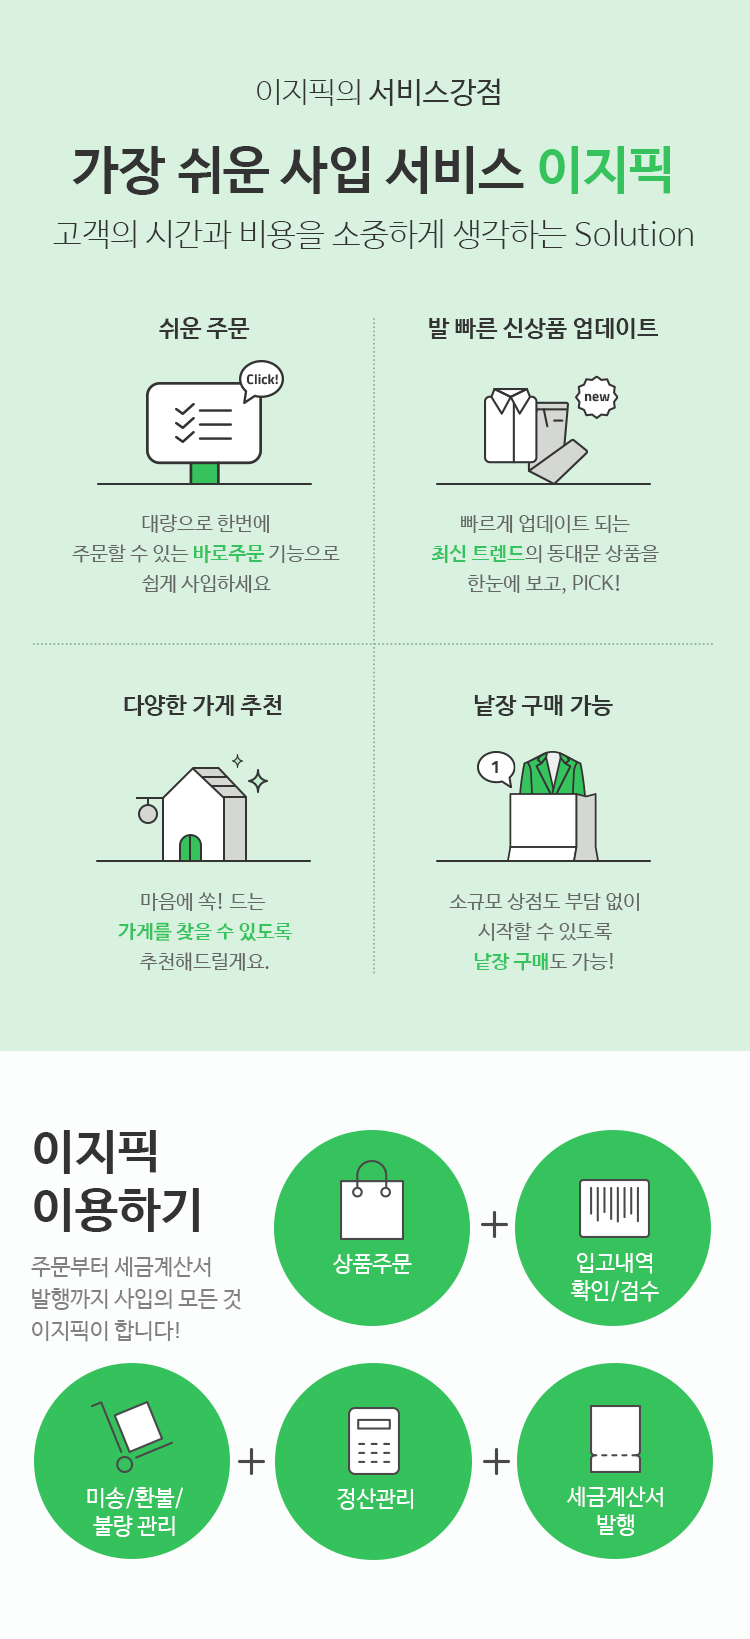 이지픽의 서비스강점
가장 쉬운 사입 서비스 이지픽
고객의 시간과 비용을 소중하게 생각하는 Solution
쉬운 주문
Click!
대량으로 한번에
주문할 수 있는 바로주문 기능으로
쉽게 사입하세요
발 빠른 신상품 업데이트
new
빠르게 업데이트 되는
최신 트렌드의 동대문 상품을
한눈에 보고, PICK!
다양한 가게 추천
마음에 쏙! 드는
가게를 찾을 수 있도록
추천해드릴게요.
낱장 구매 가능
1
소규모 상점도 부담 없이
시작할 수 있도록
낱장 구매도 가능!
이지픽
이용하기
주문부터 세금계산서
발행까지 사입의 모든 것
이지픽이 합니다!
상품주문
+
입고내역
확인/검수
미송/환불/
불량 관리
+
정산관리
+
세금계산서
발행